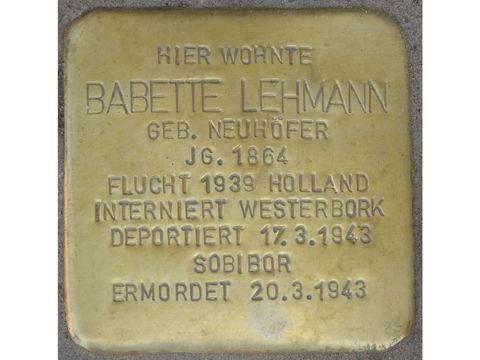 HIER WOHNTE
BABETTE LEHMANN
GEB. NEUHÖFER
JG. 1864
FLUCHT 1939 HOLLAND
INTERNIERT WESTERBORK
DEPORTIERT 17.3.1943
SOBIBOR
ERMORDET 20.3.1943